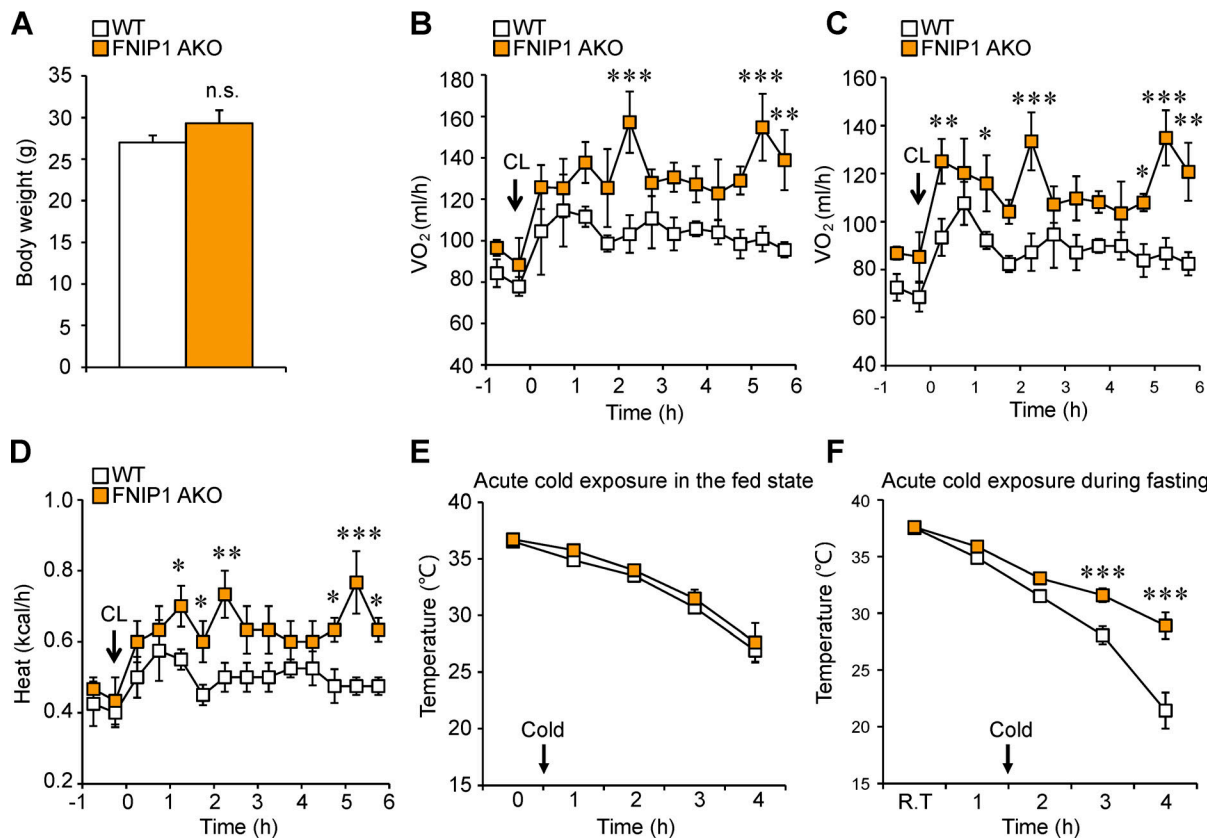 A
WT
FNIP1 AKO
n.s.
Body weight (g)
35
30
25
20
15
10
5
0
B
WT
FNIP1 AKO
VO₂ (ml/h)
180
160
140
120
100
80
60
40
CL
***
***
**
-1 0 1 2 3 4 5 6
Time (h)
C
WT
FNIP1 AKO
VO₂ (ml/h)
160
140
120
100
80
60
40
CL
**
*
***
*
***
**
-1 0 1 2 3 4 5 6
Time (h)
D
WT
FNIP1 AKO
Heat (kcal/h)
1.0
0.8
0.6
0.4
0.2
CL
*
*
**
*
***
*
-1 0 1 2 3 4 5 6
Time (h)
E
Acute cold exposure in the fed state
Temperature (℃)
40
35
30
25
20
15
Cold
0 1 2 3 4
Time (h)
F
Acute cold exposure during fasting
Temperature (℃)
40
35
30
25
20
15
Cold
***
***
R.T 1 2 3 4
Time (h)